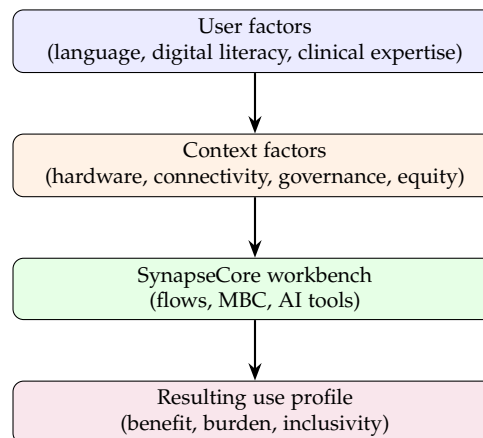 User factors
(language, digital literacy, clinical expertise)
Context factors
(hardware, connectivity, governance, equity)
SynapseCore workbench
(flows, MBC, AI tools)
Resulting use profile
(benefit, burden, inclusivity)